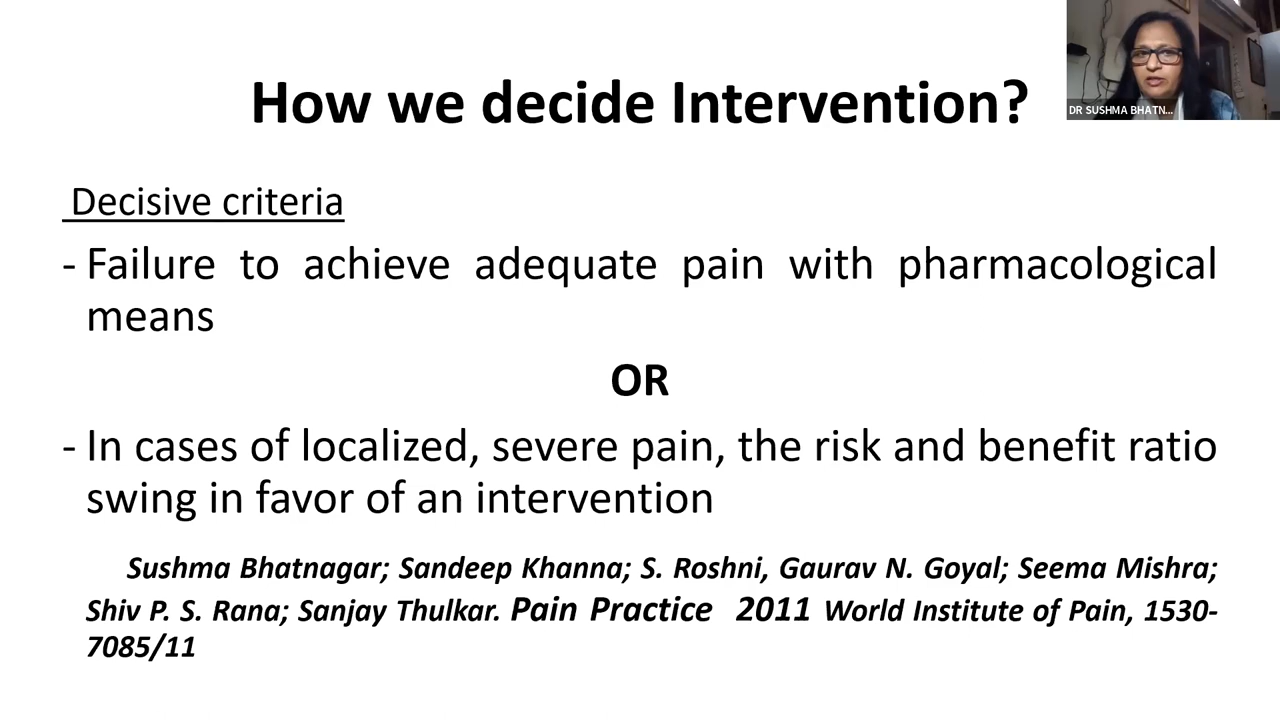 How we decide Intervention?
DR SUSHMA BHATN...
Decisive criteria
- Failure to achieve adequate pain with pharmacological
means
OR
- In cases of localized, severe pain, the risk and benefit ratio
swing in favor of an intervention
Sushma Bhatnagar; Sandeep Khanna; S. Roshni, Gaurav N. Goyal; Seema Mishra;
Shiv P. S. Rana; Sanjay Thulkar. Pain Practice 2011 World Institute of Pain, 1530-
7085/11